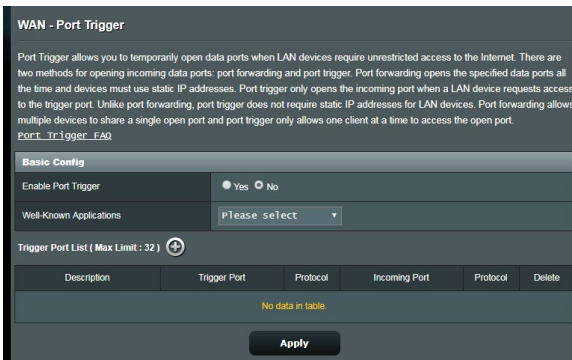 WAN - Port Trigger
Port Trigger allows you to temporarily open data ports when LAN devices require unrestricted access to the Internet. There are
two methods for opening incoming data ports: port forwarding and port trigger. Port forwarding opens the specified data ports all
the time and devices must use static IP addresses. Port trigger only opens the incoming port when a LAN device requests access
to the trigger port. Unlike port forwarding, port trigger does not require static IP addresses for LAN devices. Port forwarding allows
multiple devices to share a single open port and port trigger only allows one client at a time to access the open port.
Port Trigger FAQ
Basic Config
Enable Port Trigger Yes No
Well-Known Applications Please select
Trigger Port List ( Max Limit : 32 )
Description Trigger Port Protocol Incoming Port Protocol Delete
No data in table.
Apply